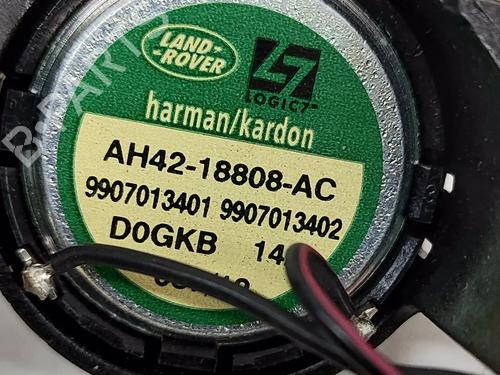 LAND-
-ROVER
LOGIC7
harman/kardon
AH42-18808-AC
9907013401 9907013402
D0GKB 14